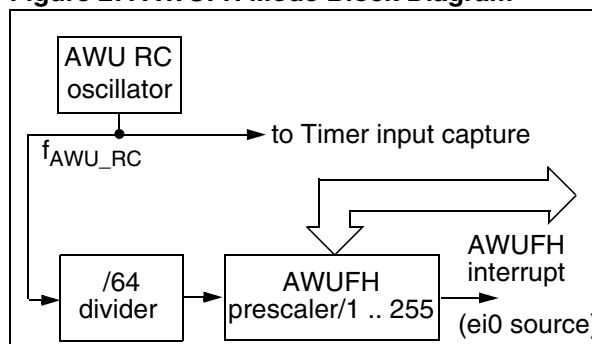 Figure AWUFH Mode Block Diagram
AWU RC
oscillator
to Timer input capture
fAWU_RC
AWUFH
interrupt
/64
divider
AWUFH
prescaler/1 .. 255
(ei0 source)